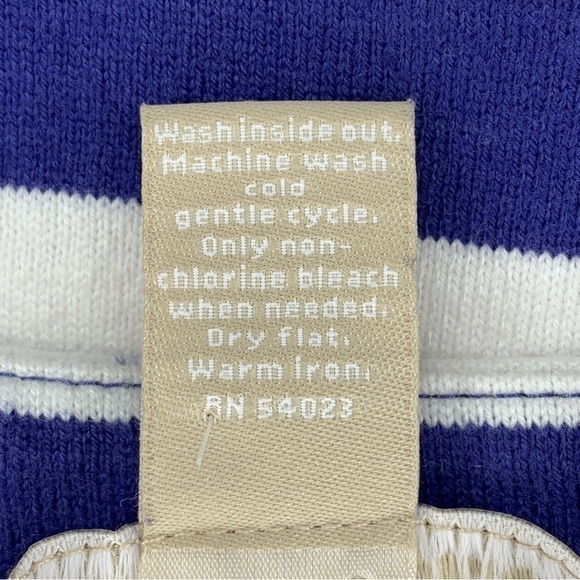 Wash inside out.
Machine wash
cold
gentle cycle.
Only non-
chlorine bleach
when needed.
Dry flat.
Warm iron.
RN 54023